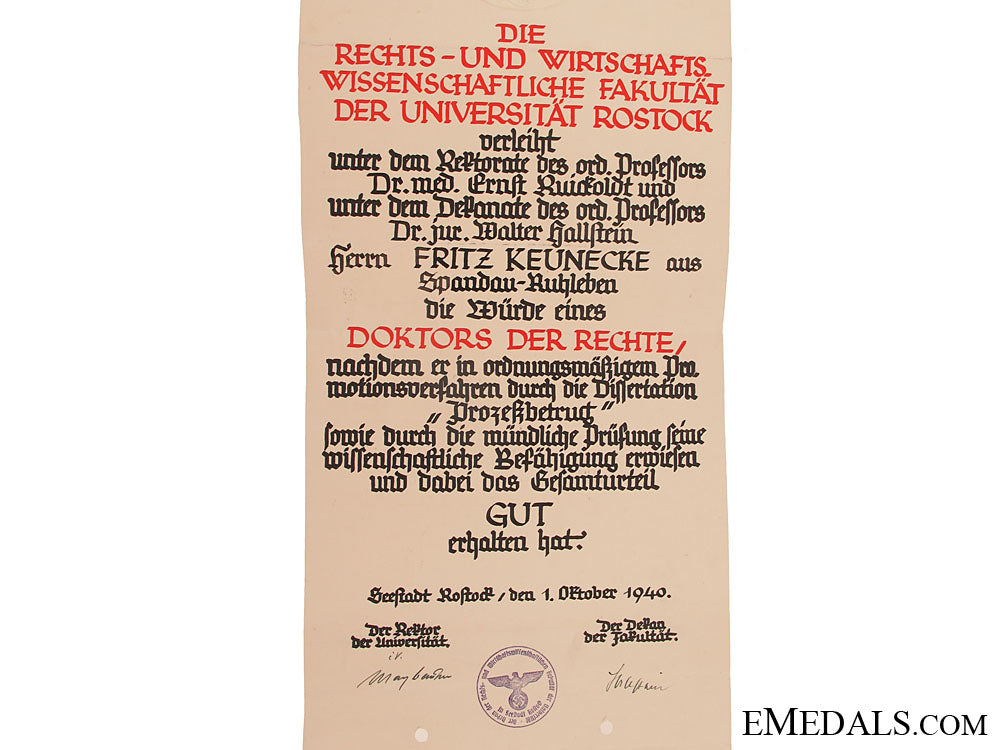 DIE
RECHTS-UND WIRTSCHAFTS-
WISSENSCHAFTLICHE FAKULTÄT
DER UNIVERSITÄT ROSTOCK
verleiht
unter dem Rektorate des ord. Professors
Dr. med. Ernst Ruickoldt und
unter dem Dekanate des ord. Professors
Dr. jur. Walter Hallstein
Herrn FRITZ KEUNECKE aus
Spandau-Ruhleben
die Würde eines
DOKTORS DER RECHTE,
nachdem er in ordnungsmäßigem Pro-
motionsverfahren durch die Dissertation
"Prozeßbetrug"
sowie durch die mündliche Prüfung seine
wissenschaftliche Befähigung erwiesen
und dabei das Gesamturteil
GUT
erhalten hat.
Seestadt Rostock, den 1. Oktober 1940.
Der Rektor
der Universität.
Der Dekan
der Fakultät.
i.V.
Hallstein
EMEDALS.COM